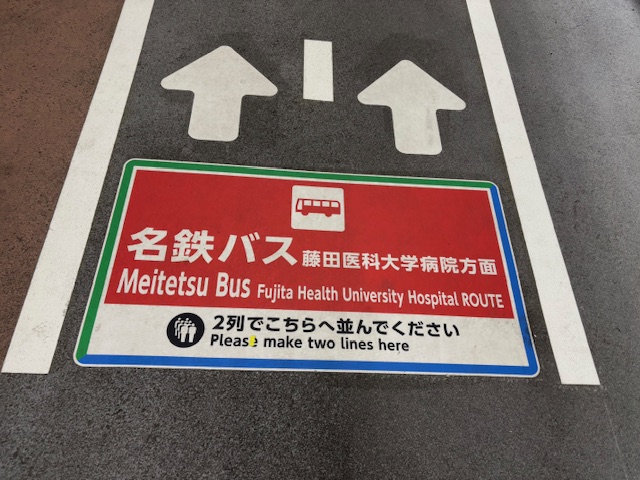 名鉄バス 藤田医科大学病院方面
Meitetsu Bus Fujita Health University Hospital ROUTE
2列でこちらへ並んでください
Please make two lines here